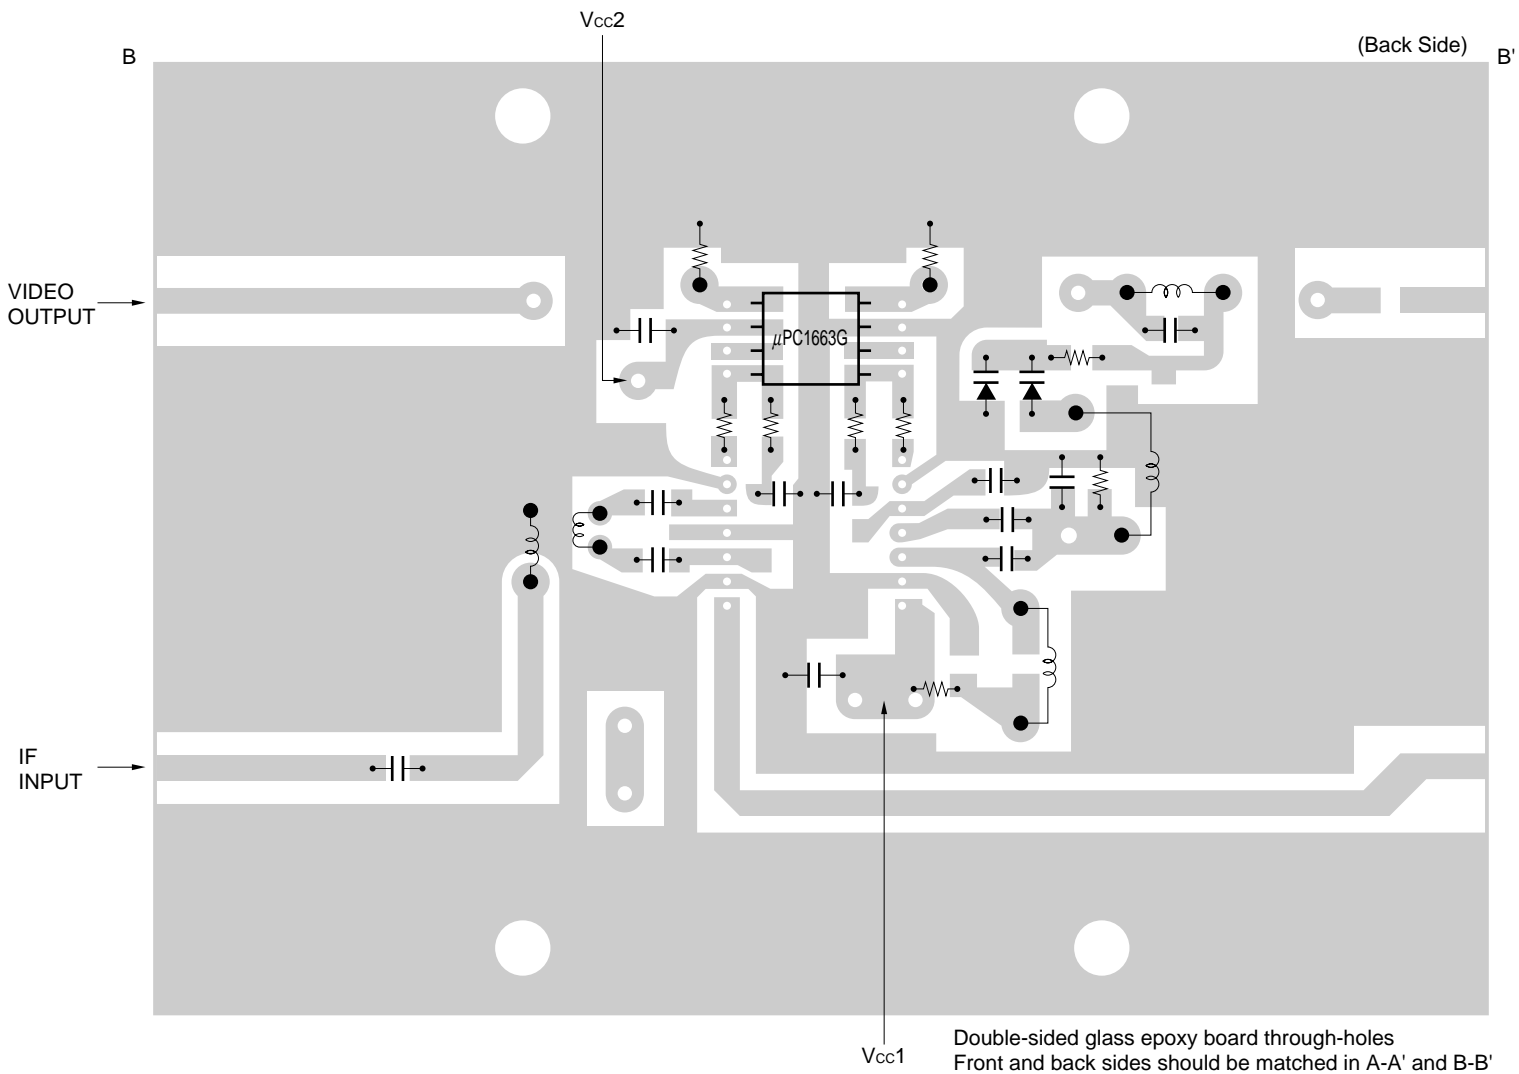 Vcc2
B
(Back Side)
B'
VIDEO
OUTPUT
μPC1663G
IF
INPUT
Vcc1
Double-sided glass epoxy board through-holes
Front and back sides should be matched in A-A' and B-B'